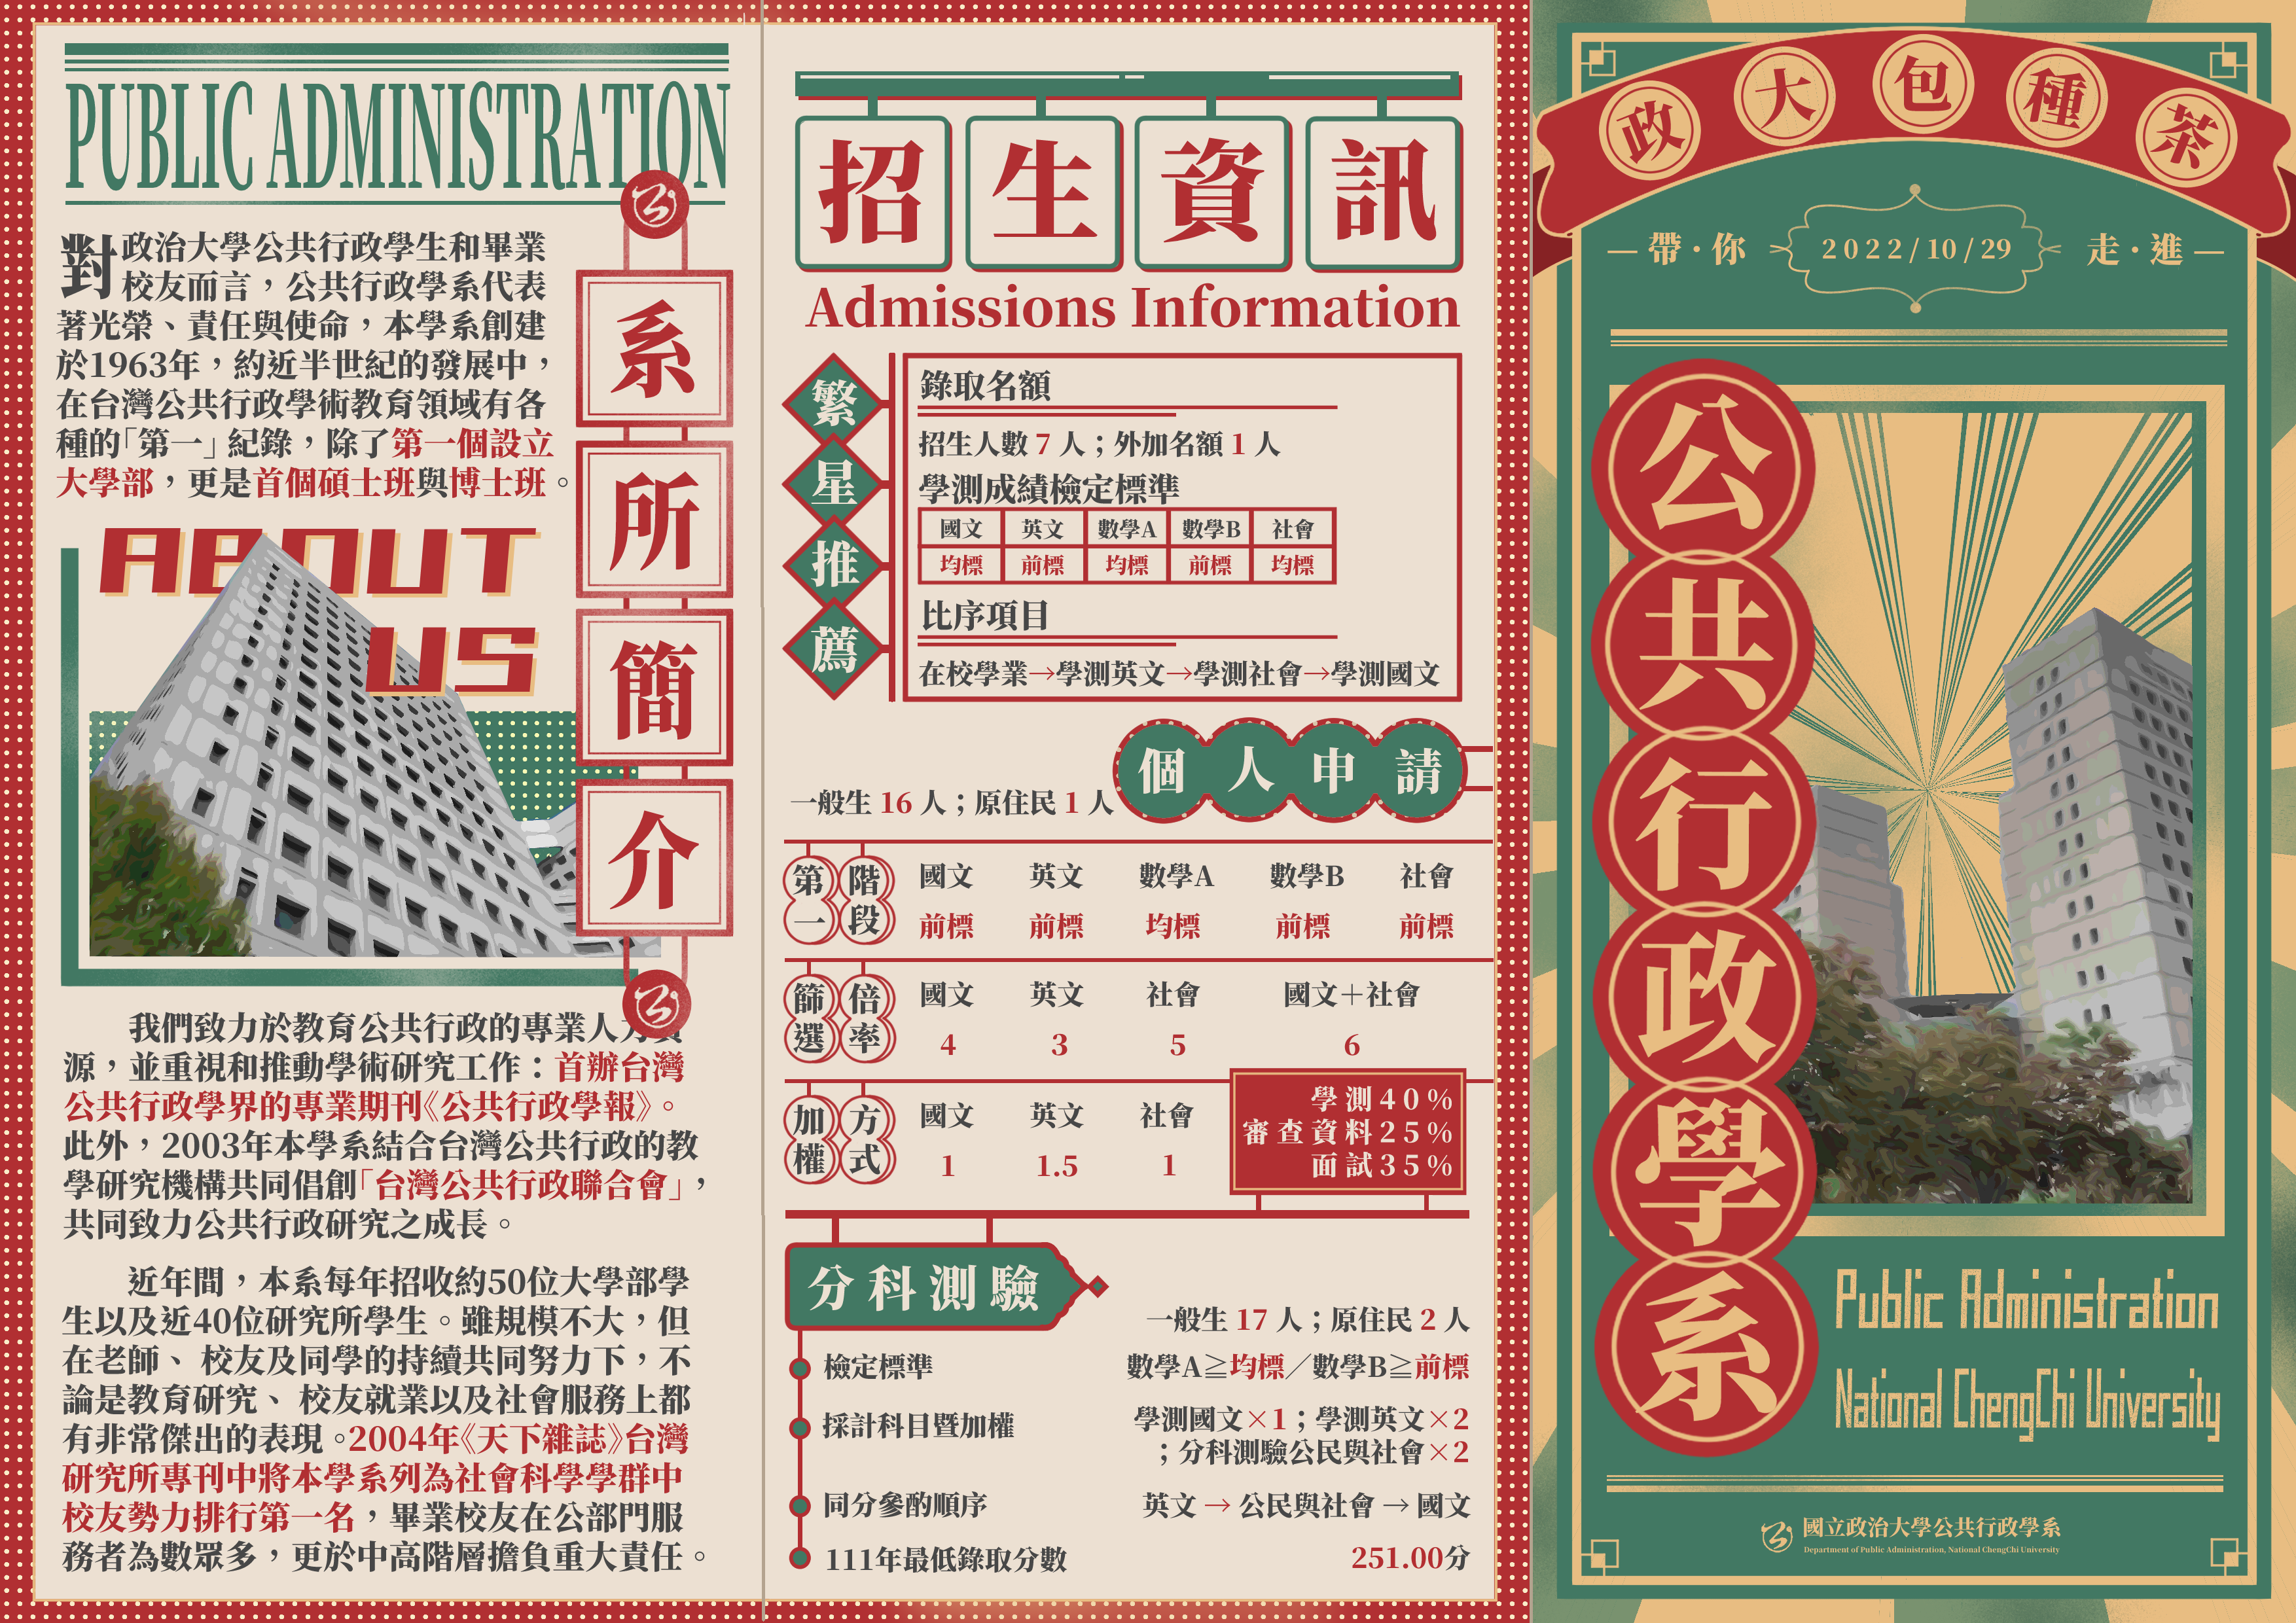 PUBLIC ADMINISTRATION
對政治大學公共行政學生和畢業
校友而言，公共行政學系代表
著光榮、責任與使命，本學系創建
於1963年，約近半世紀的發展中，
在台灣公共行政學術教育領域有各
種的「第一」紀錄，除了第一個設立
大學部，更是首個碩士班與博士班。
系所簡介
ABOUT
US
我們致力於教育公共行政的專業人力資
源，並重視和推動學術研究工作：首辦台灣
公共行政學界的專業期刊《公共行政學報》。
此外，2003年本學系結合台灣公共行政的教
學研究機構共同倡創「台灣公共行政聯合會」，
共同致力公共行政研究之成長。
近年間，本系每年招收約50位大學部學
生以及近40位研究所學生。雖規模不大，但
在老師、校友及同學的持續共同努力下，不
論是教育研究、校友就業以及社會服務上都
有非常傑出的表現。2004年《天下雜誌》台灣
研究所專刊中將本學系列為社會科學學群中
校友勢力排行第一名，畢業校友在公部門服
務者為數眾多，更於中高階層擔負重大責任。
招生資訊
Admissions Information
繁星推薦
錄取名額
招生人數 7 人；外加名額 1 人
學測成績檢定標準
國文 英文 數學A 數學B 社會
均標 前標 均標 前標 均標
比序項目
在校學業→學測英文→學測社會→學測國文
個人申請
一般生 16 人；原住民 1 人
第一階段
國文 英文 數學A 數學B 社會
前標 前標 均標 前標 前標
篩選倍率
國文 英文 社會 國文＋社會
4 3 5 6
加權方式
國文 英文 社會
1 1.5 1
學測40%
審查資料25%
面試35%
分科測驗
一般生 17 人；原住民 2 人
檢定標準 數學A≧均標／數學B≧前標
採計科目暨加權 學測國文×1；學測英文×2
；分科測驗公民與社會×2
同分參酌順序 英文 → 公民與社會 → 國文
111年最低錄取分數 251.00分
政大包種茶
帶·你 2022/10/29 走·進
公共行政學系
Public Administration
National ChengChi University
國立政治大學公共行政學系
Department of Public Administration, National ChengChi University